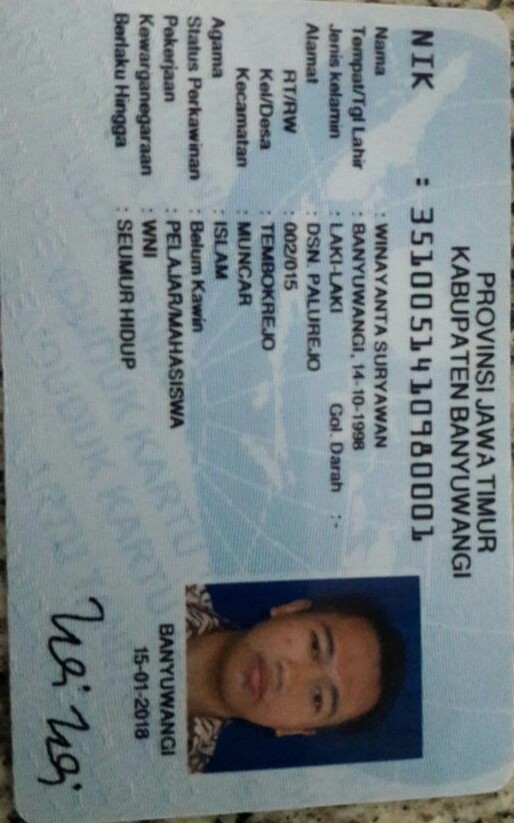 PROVINSI JAWA TIMUR
KABUPATEN BANYUWANGI
NIK : 3510051410980001
Nama : WINAYANTA SURYAWAN
Tempat/Tgl Lahir : BANYUWANGI, 14-10-1998
Jenis kelamin : LAKI-LAKI Gol. Darah :-
Alamat : DSN. PALUREJO
RT/RW : 002/015
Kel/Desa : TEMBOKREJO
Kecamatan : MUNCAR
Agama : ISLAM
Status Perkawinan : Belum Kawin
Pekerjaan : PELAJAR/MAHASISWA
Kewarganegaraan : WNI
Berlaku Hingga : SEUMUR HIDUP
BANYUWANGI
15-01-2018